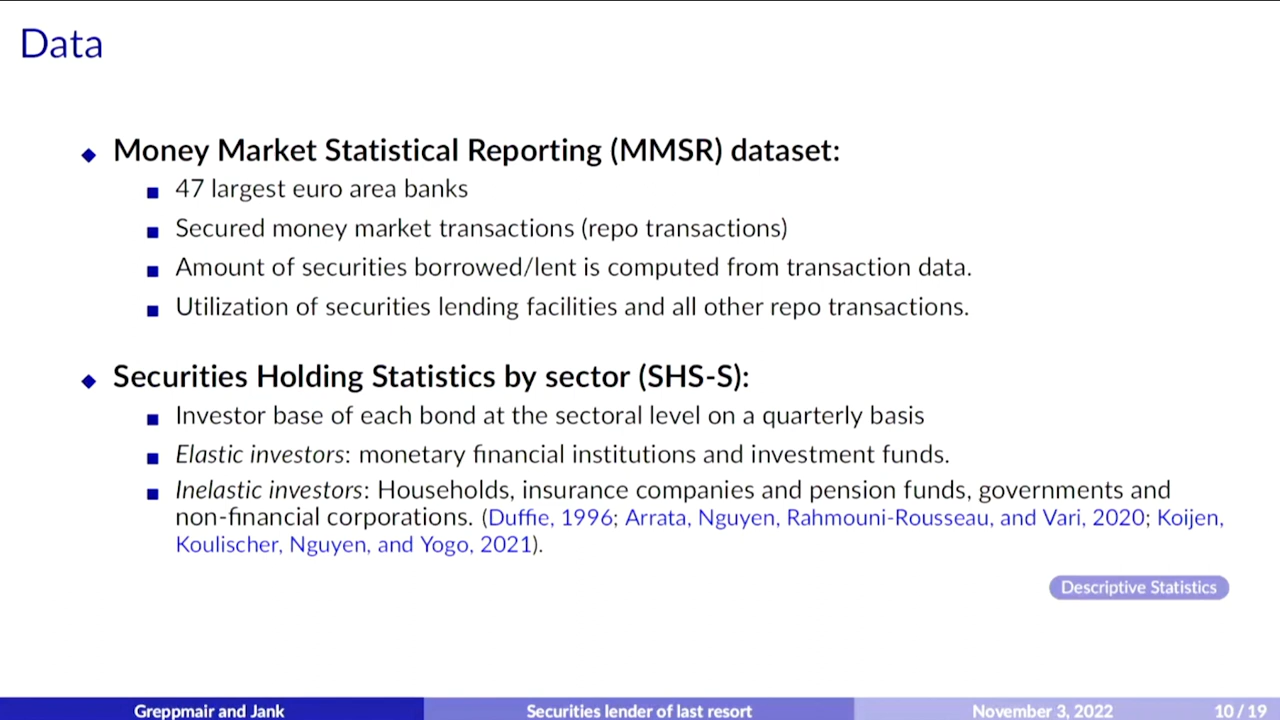 Data
Money Market Statistical Reporting (MMSR) dataset:
47 largest euro area banks
Secured money market transactions (repo transactions)
Amount of securities borrowed/lent is computed from transaction data.
Utilization of securities lending facilities and all other repo transactions.
Securities Holding Statistics by sector (SHS-S):
Investor base of each bond at the sectoral level on a quarterly basis
Elastic investors: monetary financial institutions and investment funds.
Inelastic investors: Households, insurance companies and pension funds, governments and
non-financial corporations. (Duffie, 1996; Arrata, Nguyen, Rahmouni-Rousseau, and Vari, 2020; Koijen,
Koulischer, Nguyen, and Yogo, 2021).
Descriptive Statistics
Greppmair and Jank Securities lender of last resort November 3, 2022 10 / 19